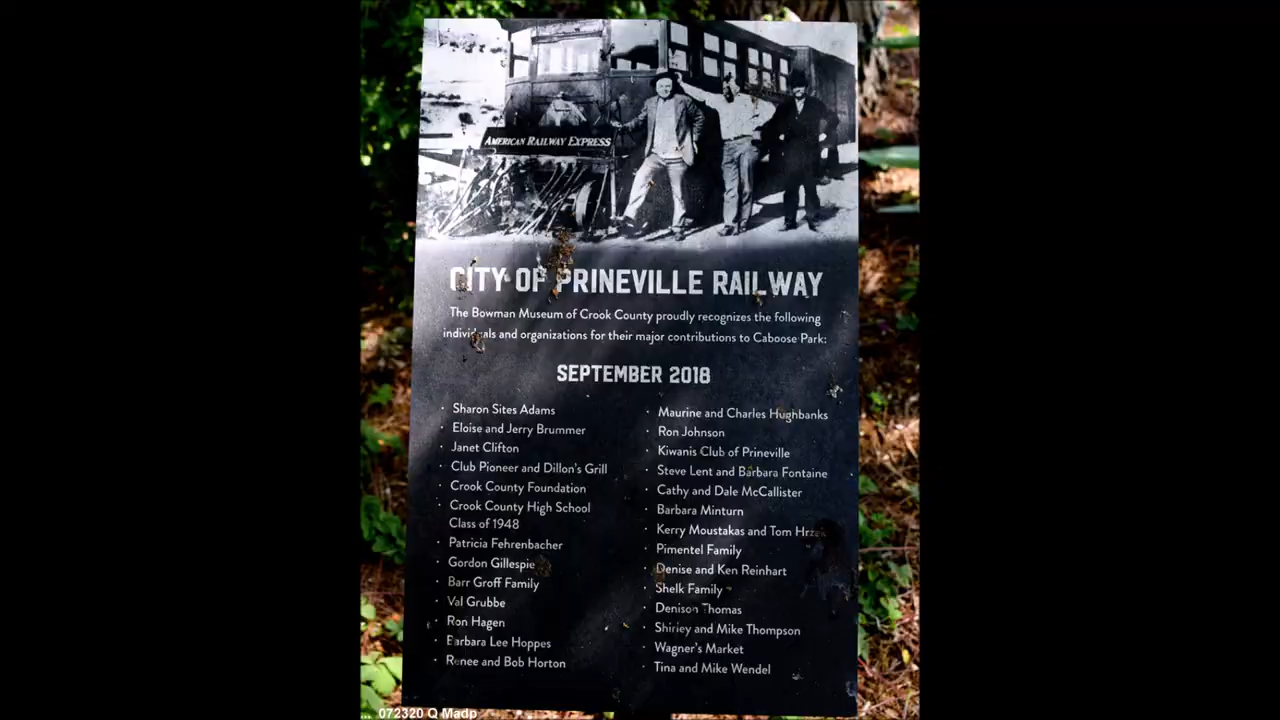 AMERICAN RAILWAY EXPRESS
CITY OF PRINEVILLE RAILWAY
The Bowman Museum of Crook County proudly recognizes the following
individuals and organizations for their major contributions to Caboose Park:
SEPTEMBER 2018
· Sharon Sites Adams
· Eloise and Jerry Brummer
· Janet Clifton
· Club Pioneer and Dillon's Grill
· Crook County Foundation
· Crook County High School
Class of 1948
· Patricia Fehrenbacher
· Gordon Gillespie
· Barr Groff Family
· Val Grubbe
· Ron Hagen
· Barbara Lee Hoppes
· Renee and Bob Horton
· Maurine and Charles Hughbanks
· Ron Johnson
· Kiwanis Club of Prineville
· Steve Lent and Barbara Fontaine
· Cathy and Dale McCallister
· Barbara Minturn
· Kerry Moustakas and Tom
· Pimentel Family
· Denise and Ken Reinhart
· Shelk Family
· Denison Thomas
· Shirley and Mike Thompson
· Wagner's Market
· Tina and Mike Wendel
... 072320 Q Madp